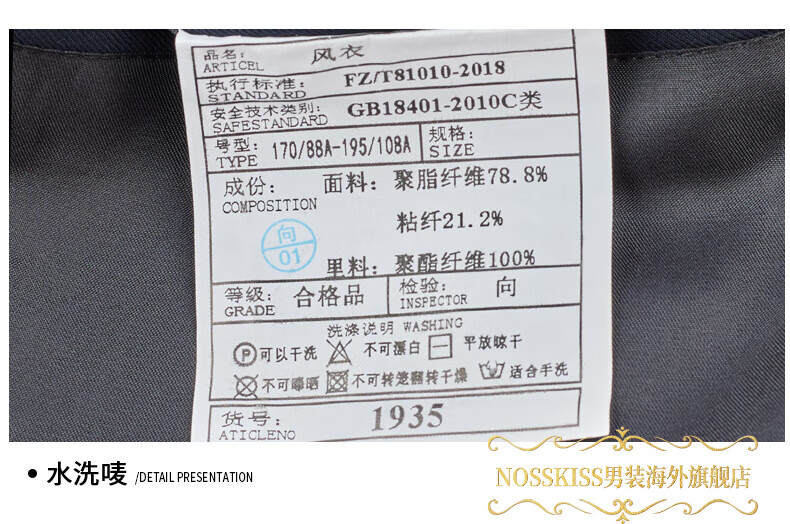 品名: 风衣
ARTICEL
执行标准: FZ/T81010-2018
STANDARD
安全技术类别: GB18401-2010C类
SAFESTANDARD
号型: 170/88A-195/108A 规格:
TYPE SIZE
成份: 面料: 聚脂纤维78.8%
COMPOSITION
粘纤21.2%
向
01
里料: 聚酯纤维100%
等级: 合格品 检验: 向
GRADE INSPECTOR
洗涤说明 WASHING
P 可以干洗 不可漂白 平放晾干
不可曝晒 不可转笼翻转干燥 适合手洗
货号: 1935
ATICLENO
• 水洗唛 /DETAIL PRESENTATION
NOSSKISS男装海外旗舰店